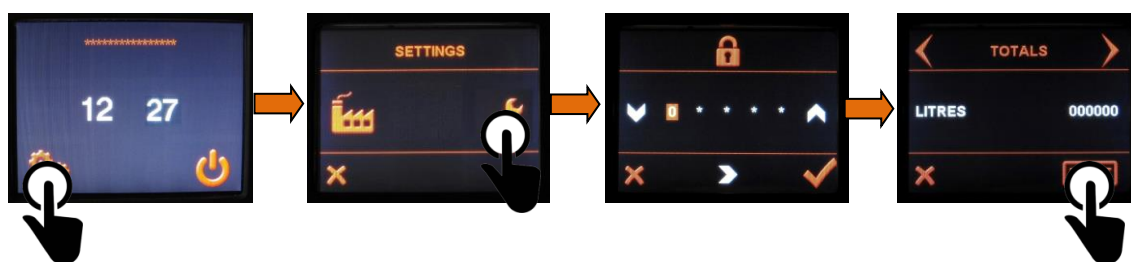 ****************
12 27
SETTINGS
0 * * * *
TOTALS
LITRES 000000